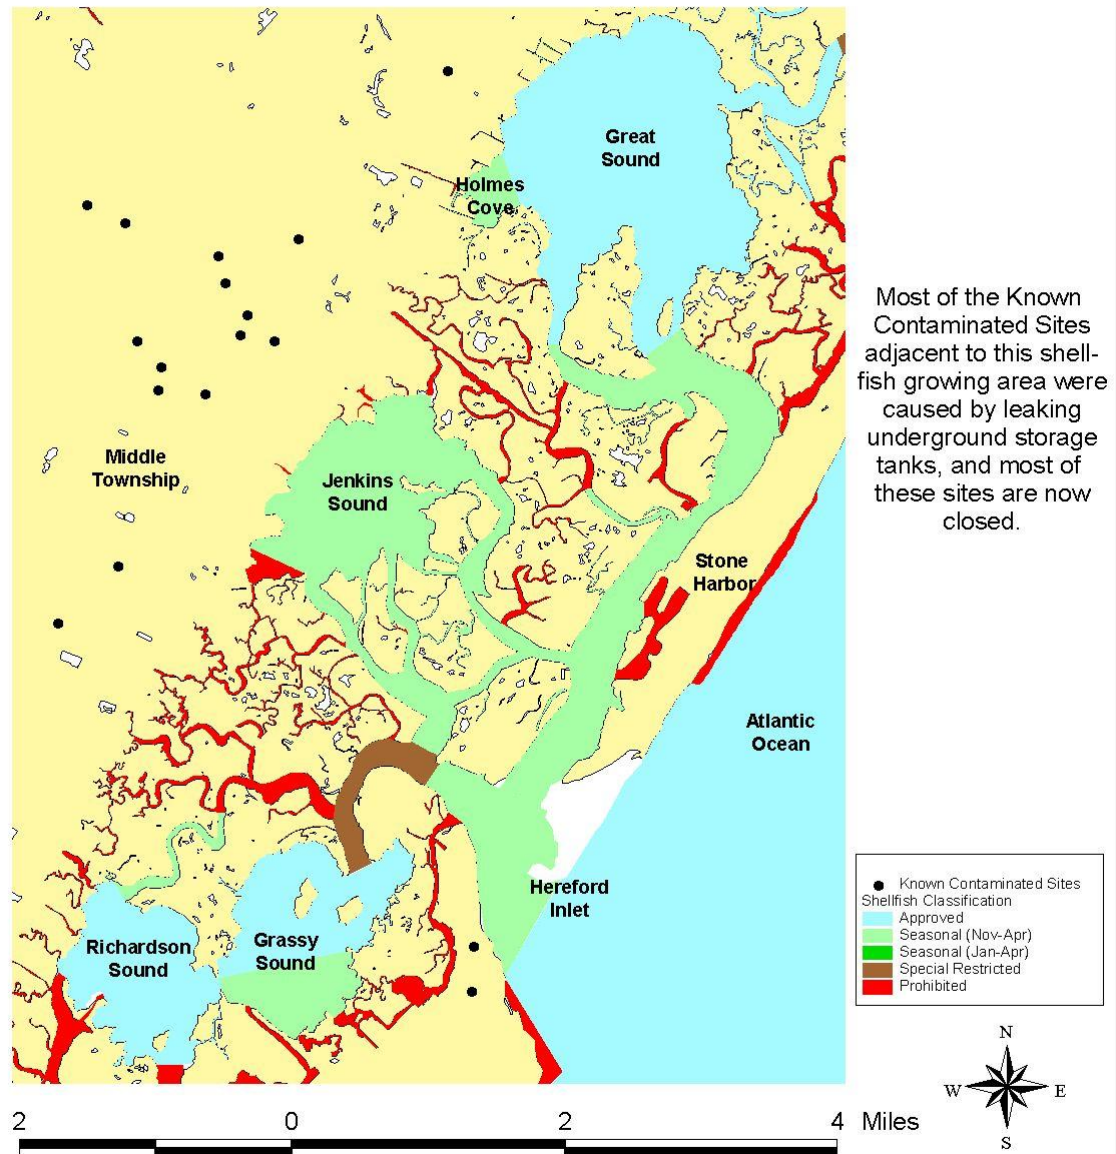 Great
Sound
Holmes
Cove
Most of the Known
Contaminated Sites
adjacent to this shell-
fish growing area were
caused by leaking
underground storage
tanks, and most of
these sites are now
closed.
Middle
Township
Jenkins
Sound
Stone
Harbor
Atlantic
Ocean
Hereford
Inlet
Richardson
Sound
Grassy
Sound
Known Contaminated Sites
Shellfish Classification
Approved
Seasonal (Nov-Apr)
Seasonal (Jan-Apr)
Special Restricted
Prohibited
N
W E
S
2 0 2 4 Miles